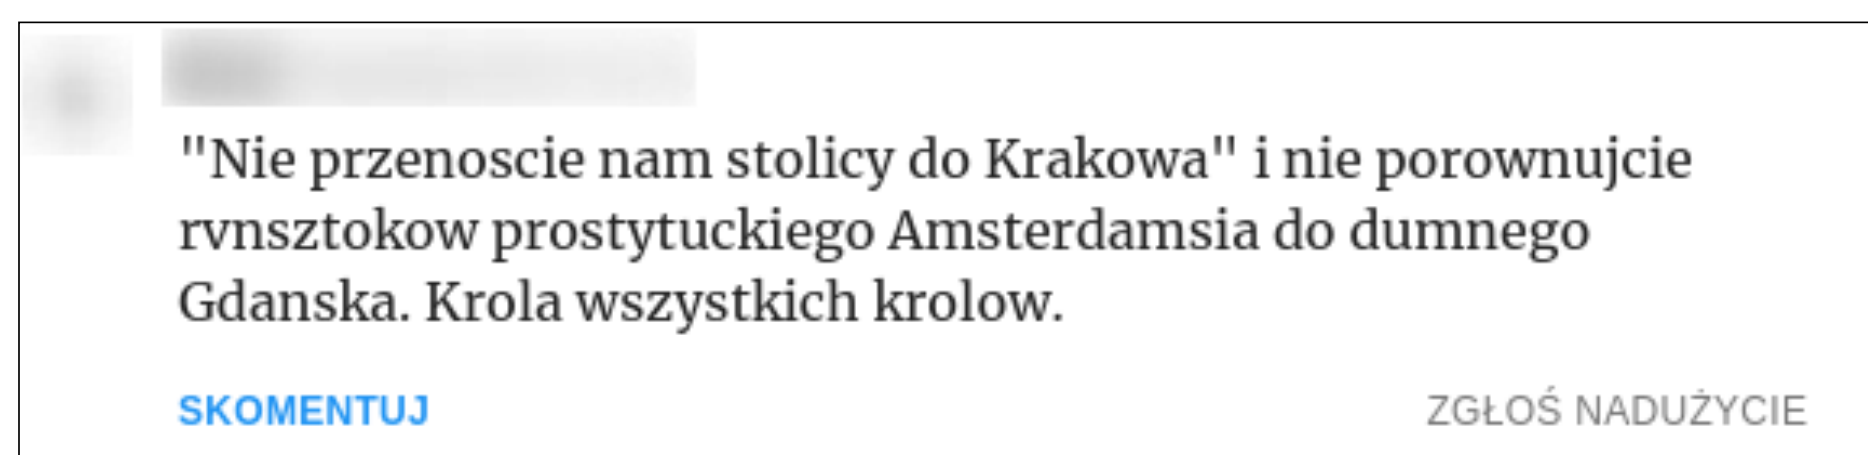 "Nie przenoscie nam stolicy do Krakowa" i nie porownujcie
rvnsztokow prostytuckiego Amsterdamsia do dumnego
Gdanska. Krola wszystkich krolow.
SKOMENTUJ
ZGŁOŚ NADUŻYCIE